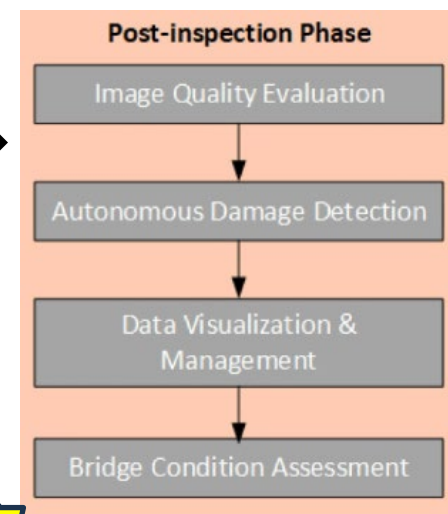 Post-inspection Phase
Image Quality Evaluation
Autonomous Damage Detection
Data Visualization &
Management
Bridge Condition Assessment